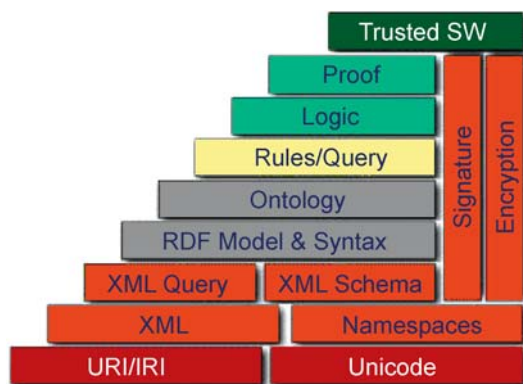 Trusted SW
Proof
Logic
Rules/Query
Ontology
RDF Model & Syntax
XML Query
XML Schema
Signature
Encryption
XML
Namespaces
URI/IRI
Unicode